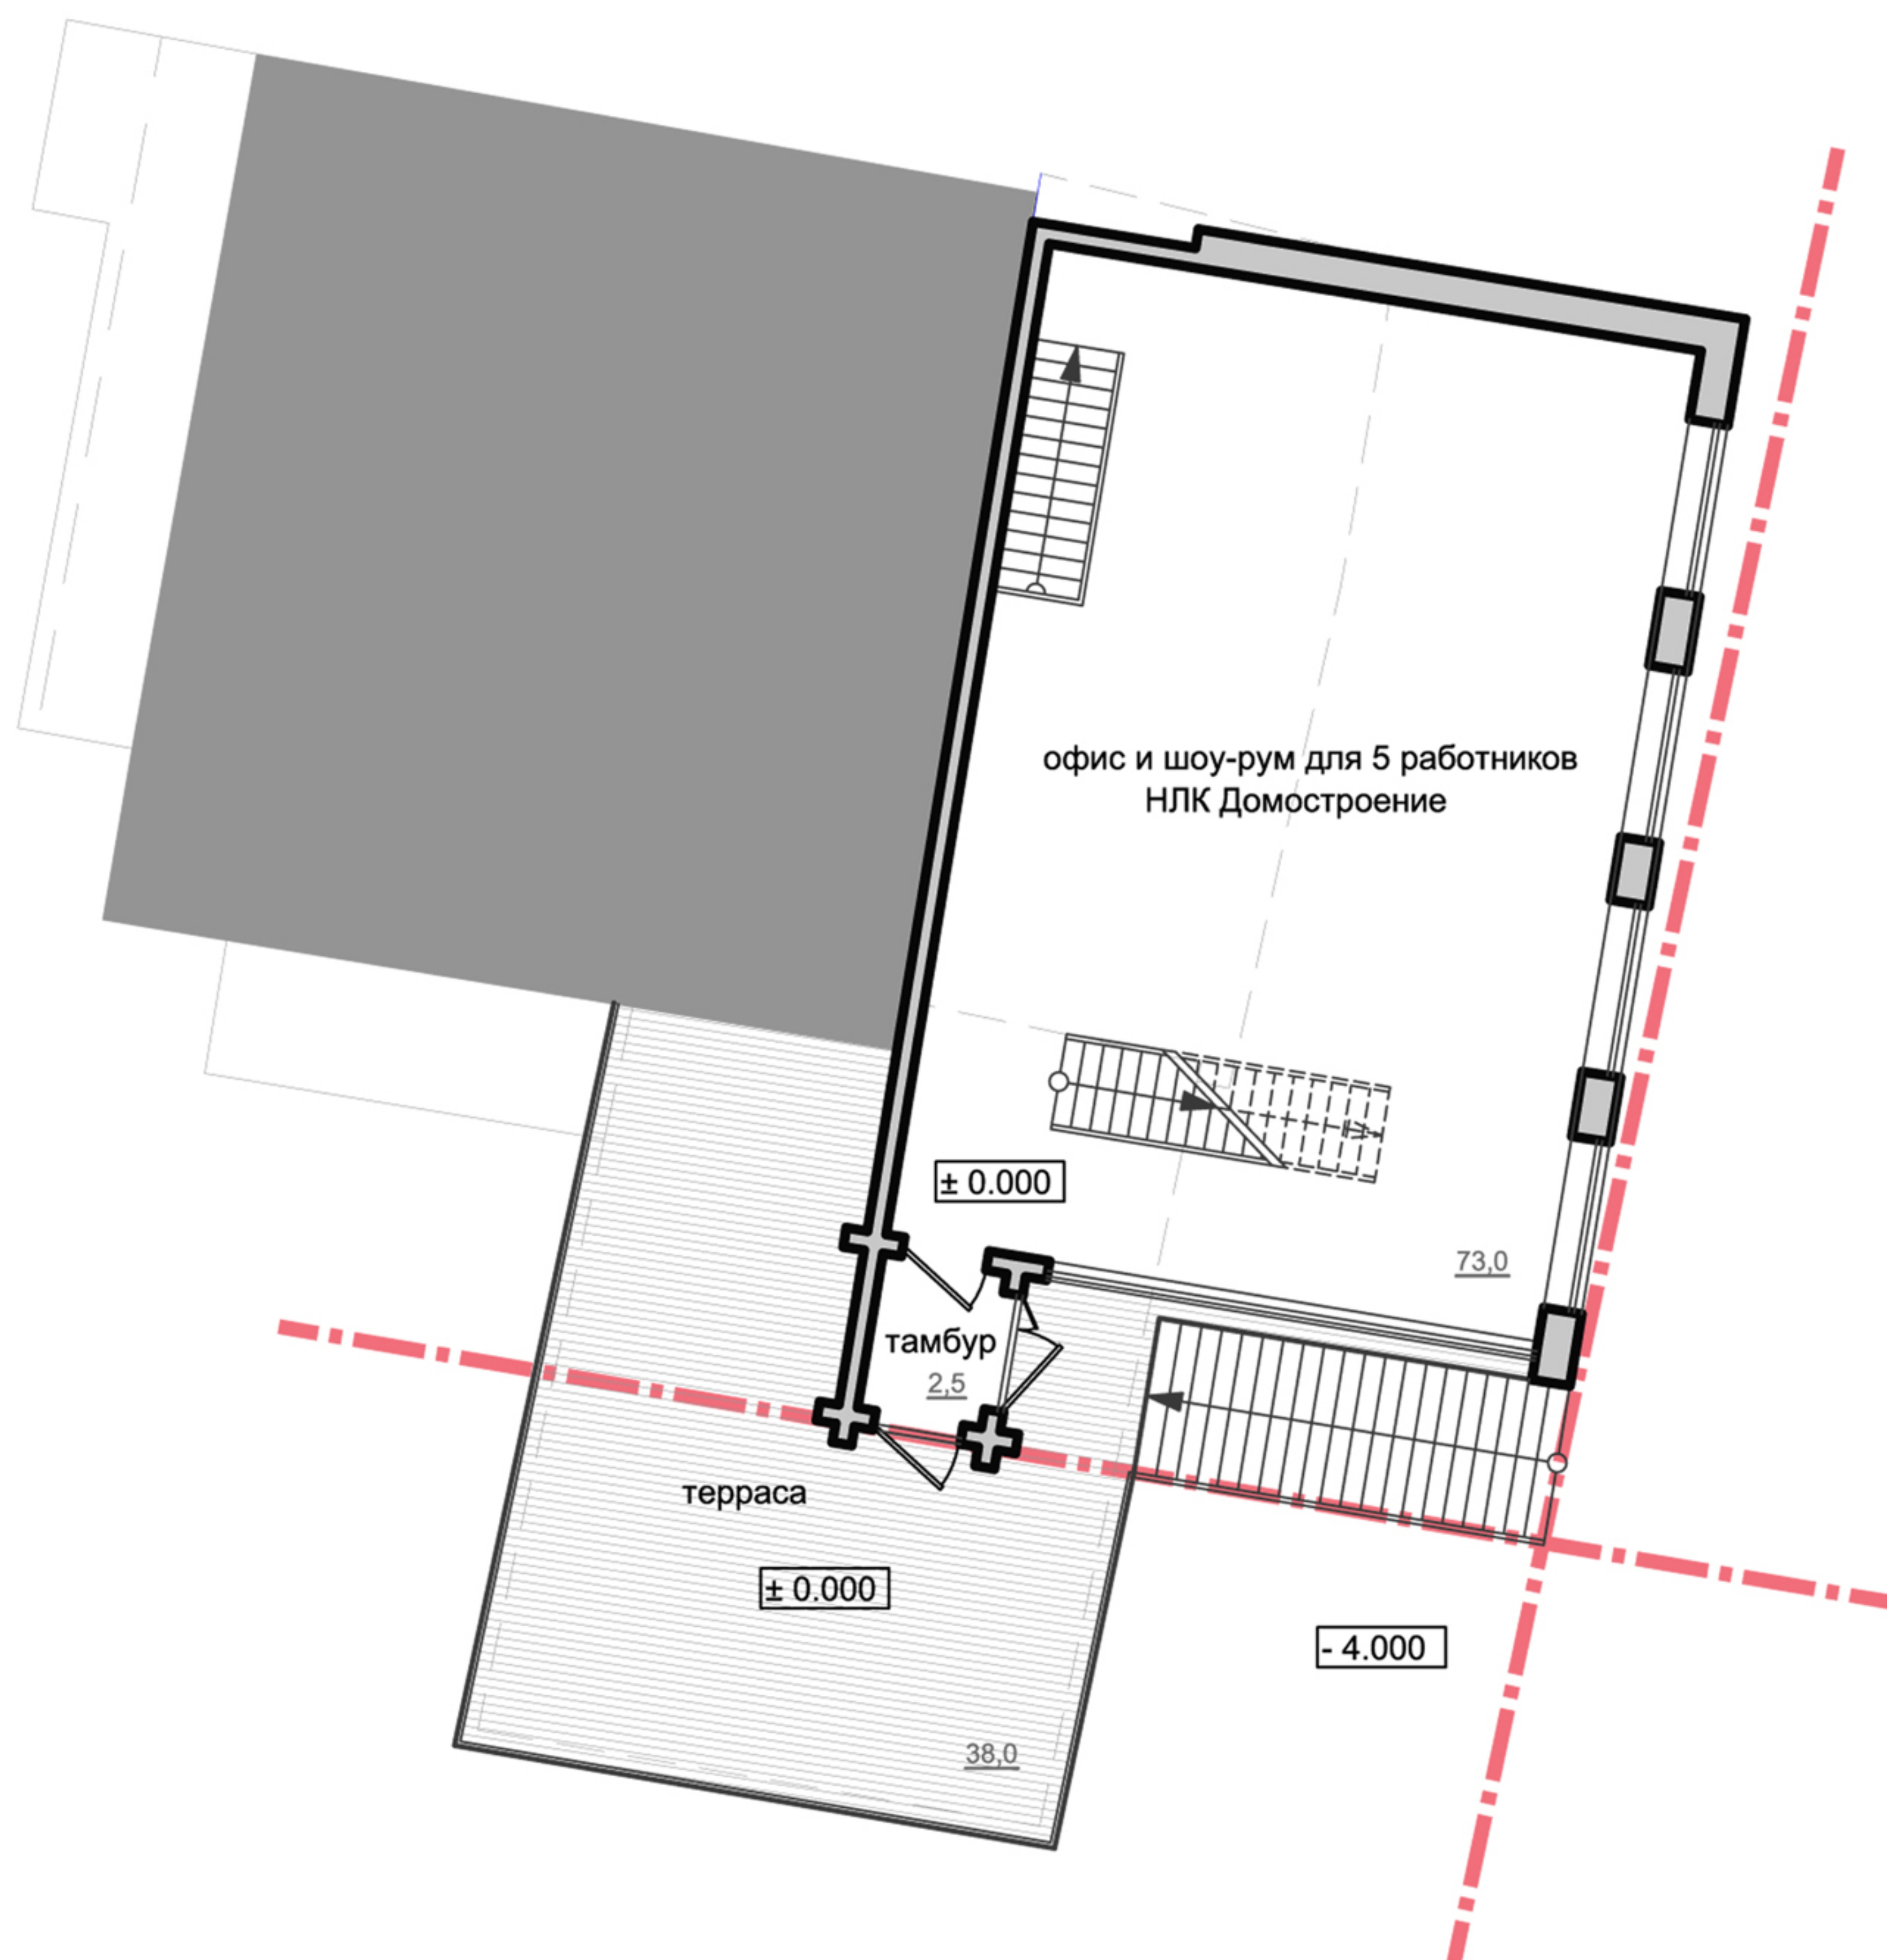 офис и шоу-рум для 5 работников
НЛК Домостроение
± 0.000
73,0
тамбур
2,5
терраса
± 0.000
- 4.000
38,0